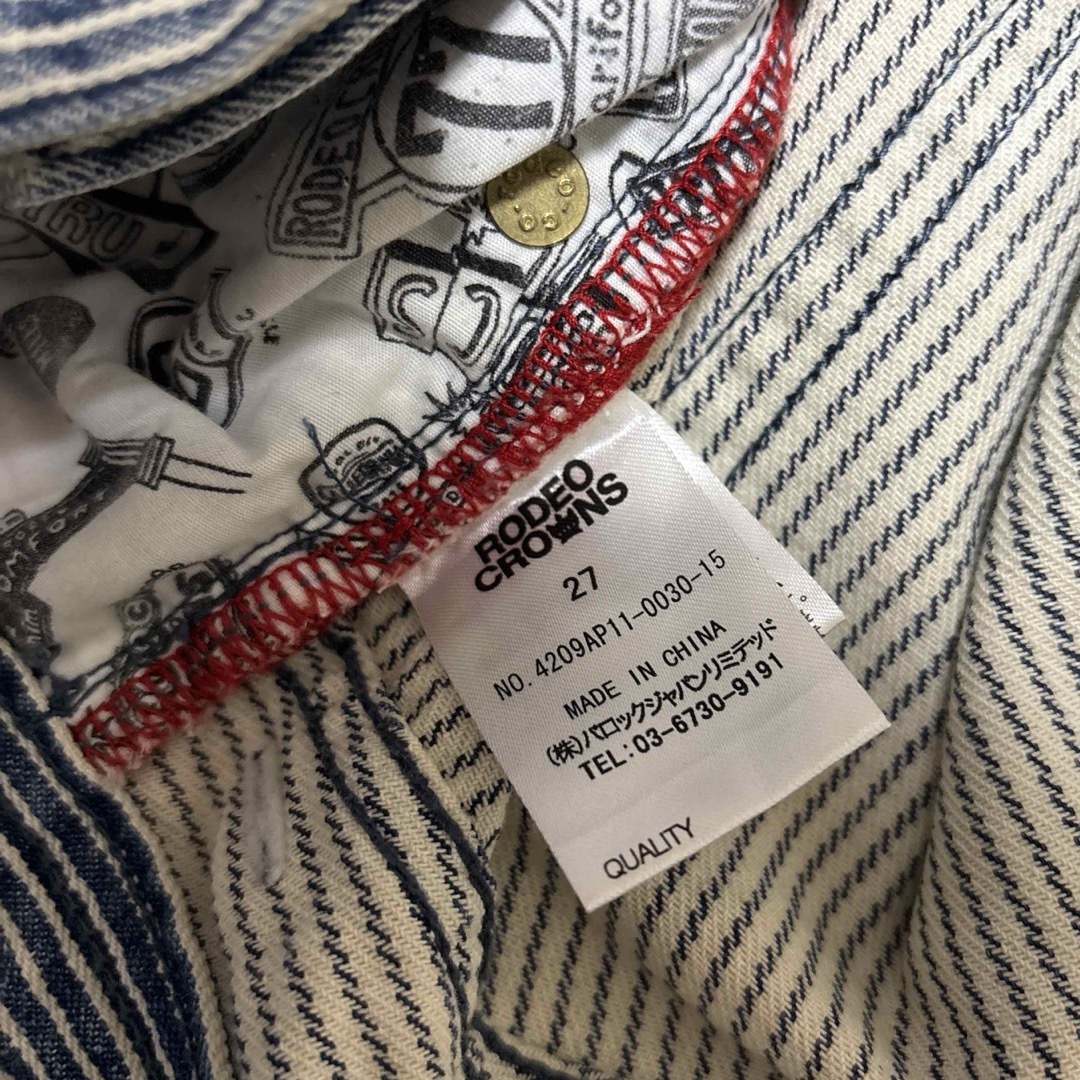 RODEO
CROWNS
27
NO. 4209AP11-0030-15
MADE IN CHINA
(株)バロックジャパンリミテッド
TEL:03-6730-9191
QUALITY